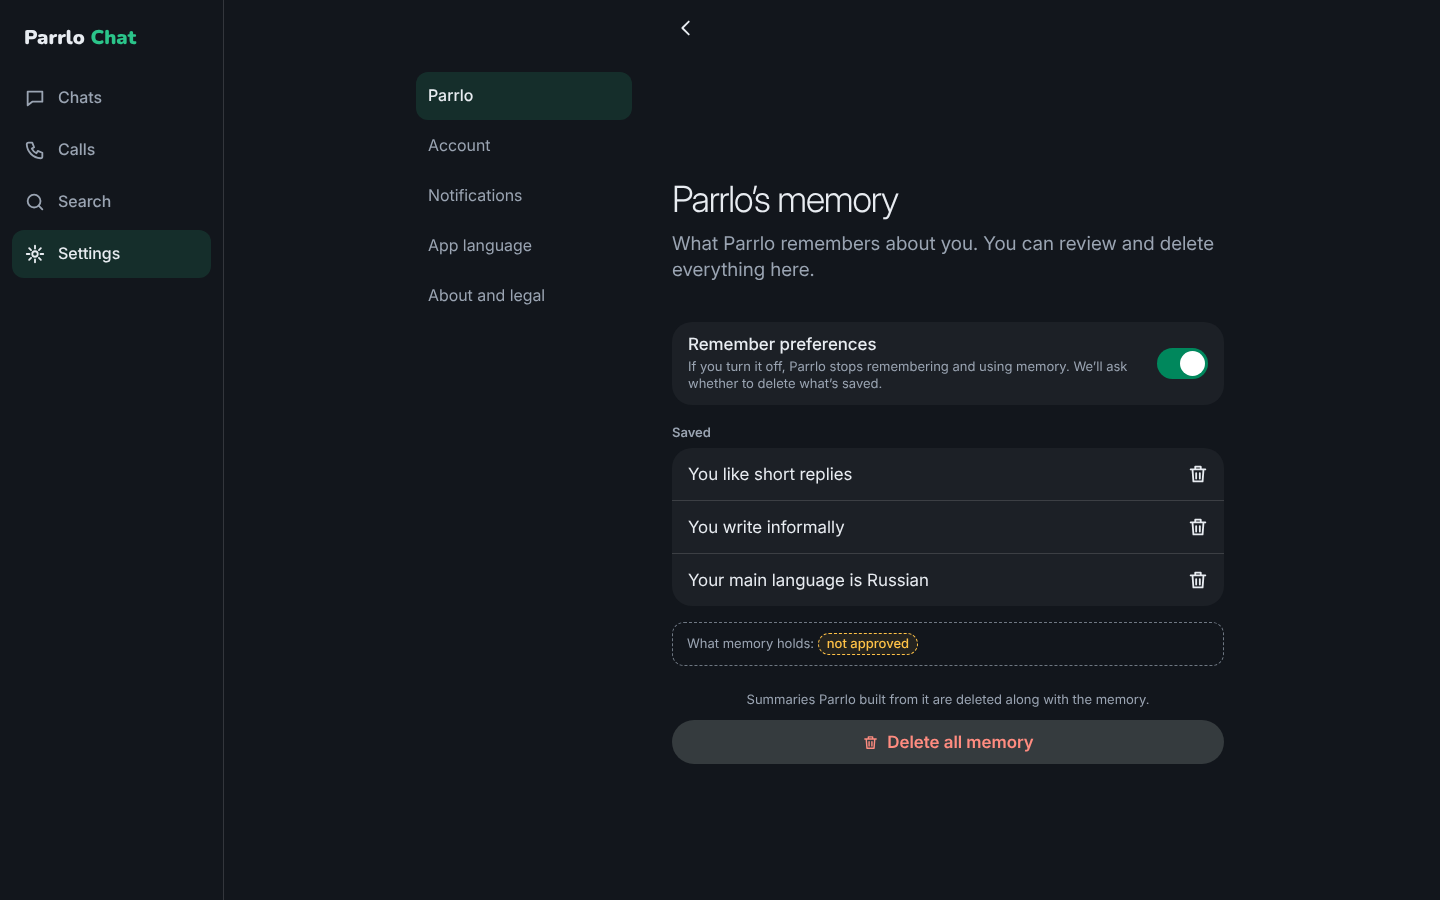 Parrlo Chat
Chats
Calls
Search
Settings
Parrlo
Account
Notifications
App language
About and legal
Parrlo’s memory
What Parrlo remembers about you. You can review and delete
everything here.
Remember preferences
If you turn it off, Parrlo stops remembering and using memory. We’ll ask
whether to delete what’s saved.
Saved
You like short replies
You write informally
Your main language is Russian
What memory holds: not approved
Summaries Parrlo built from it are deleted along with the memory.
Delete all memory